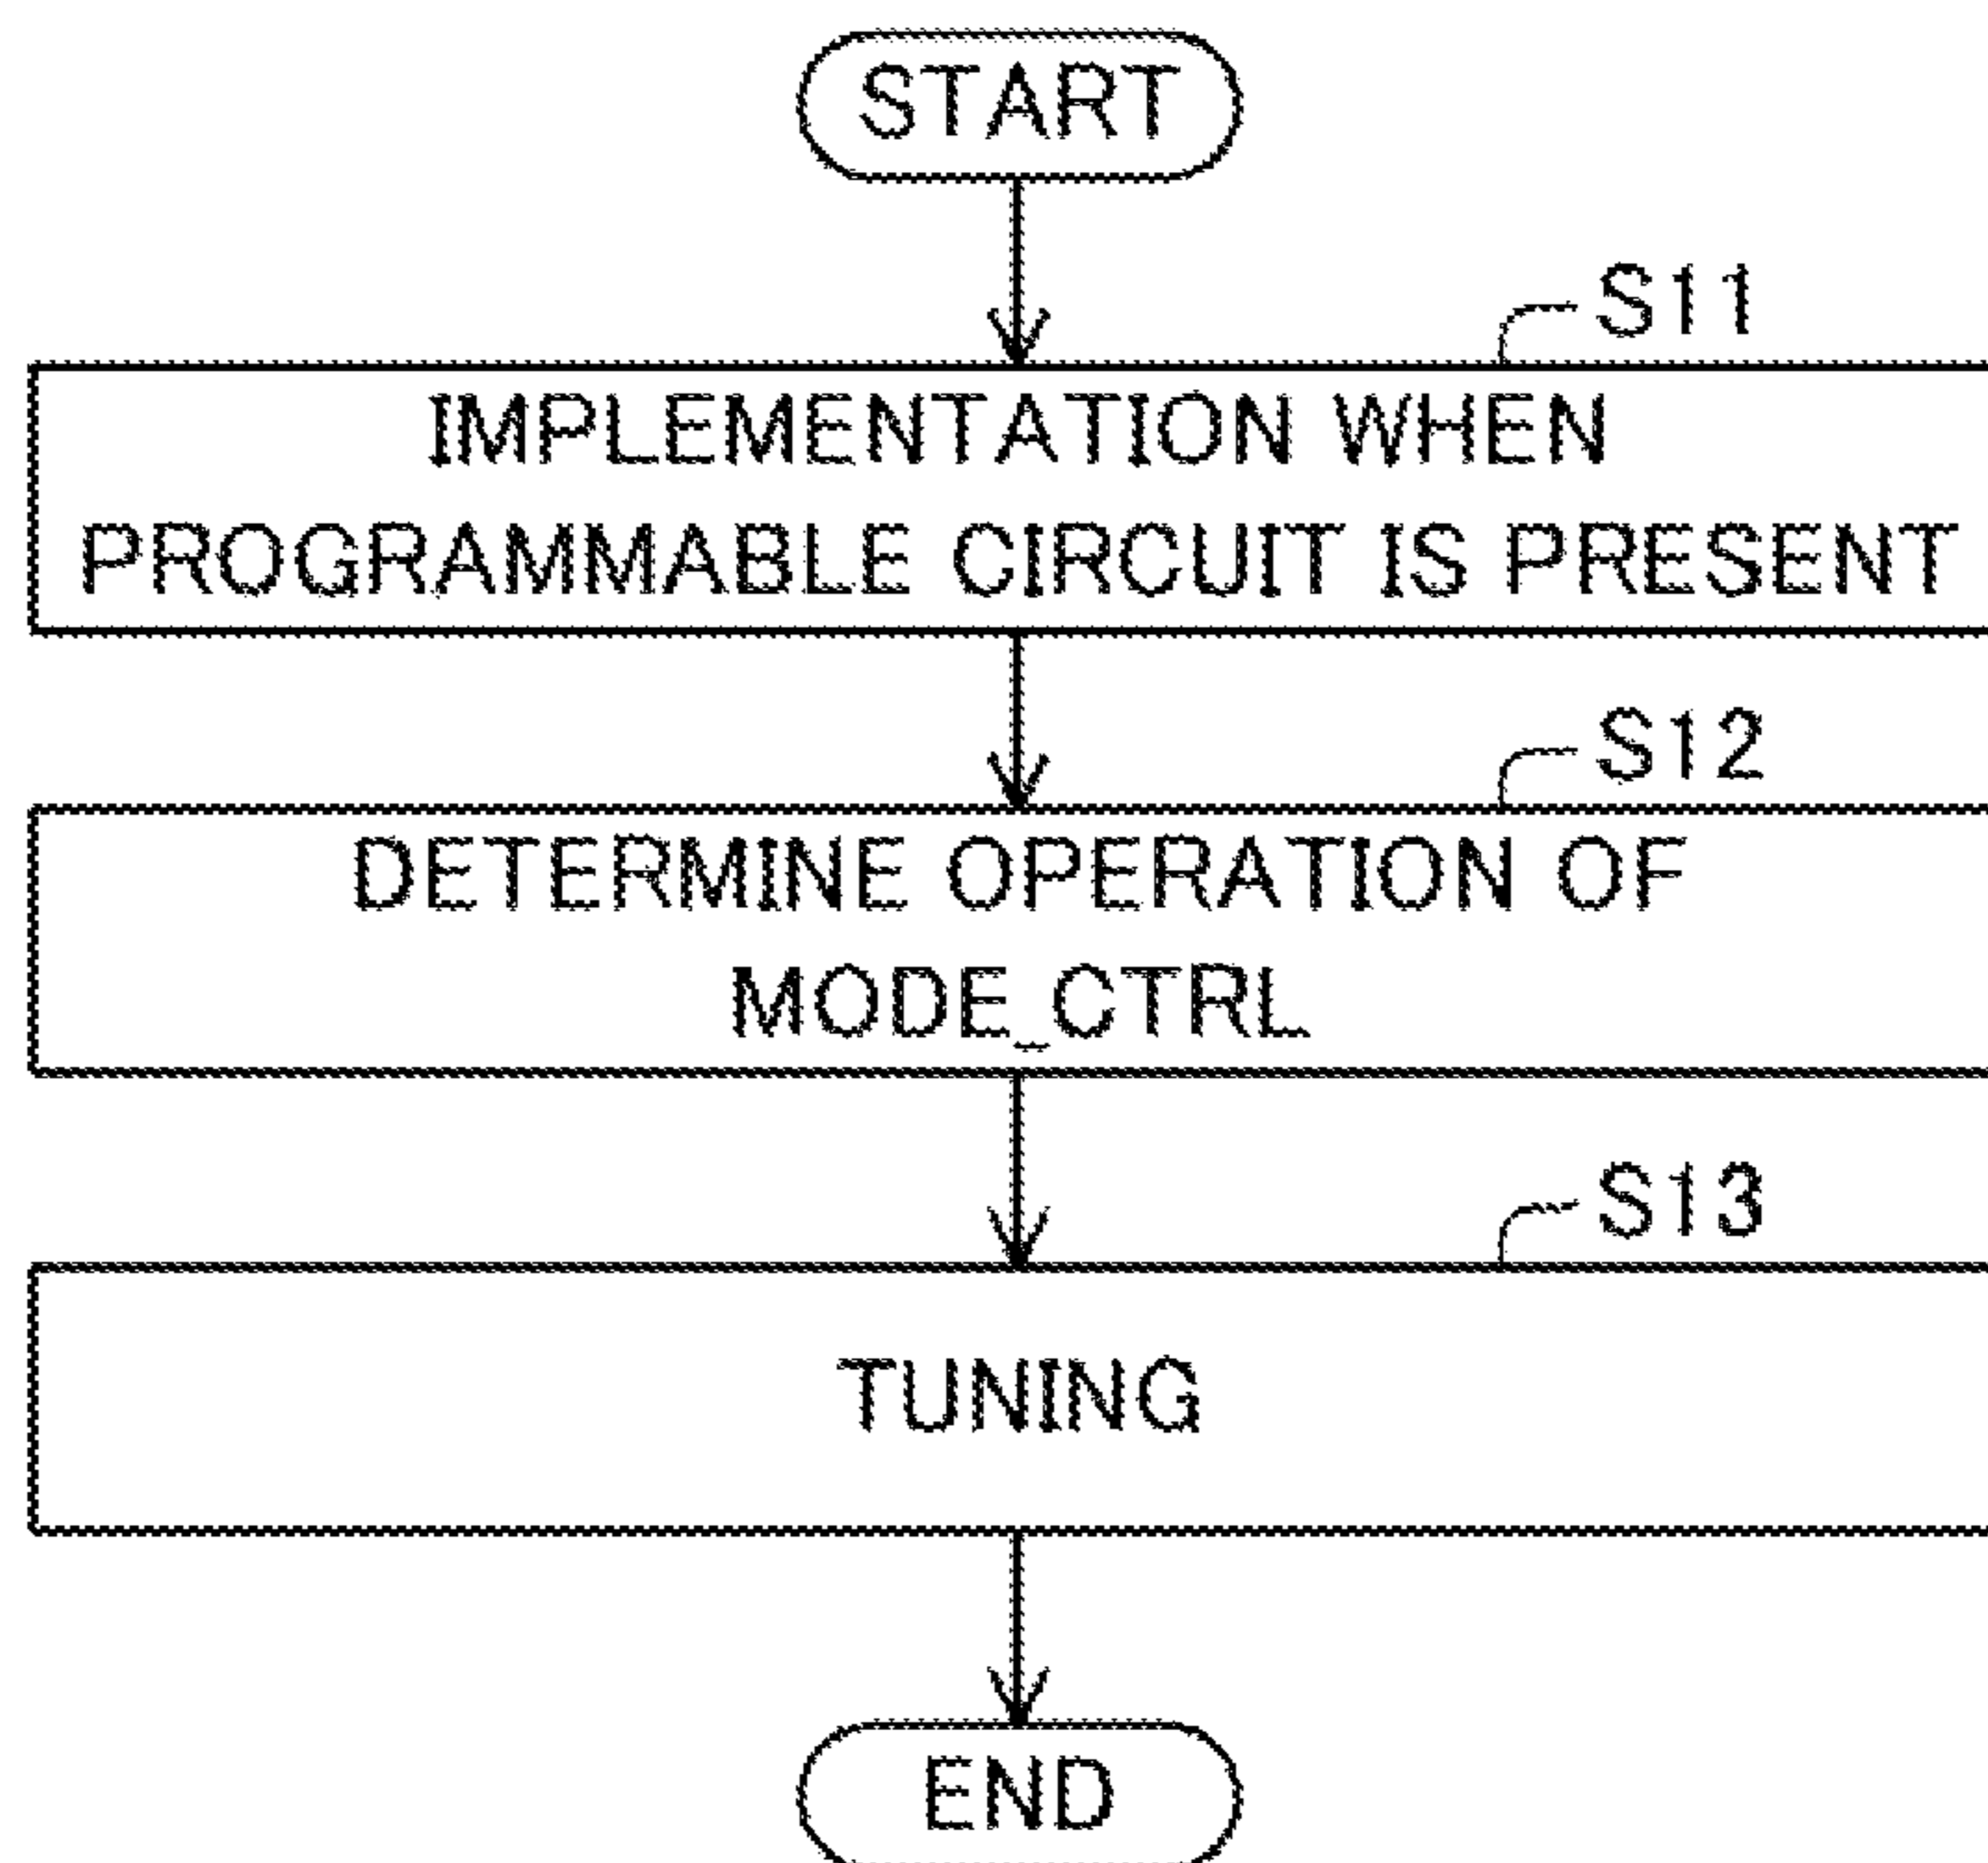 START
S11
IMPLEMENTATION WHEN
PROGRAMMABLE CIRCUIT IS PRESENT
S12
DETERMINE OPERATION OF
MODE_CTRL
S13
TUNING
END